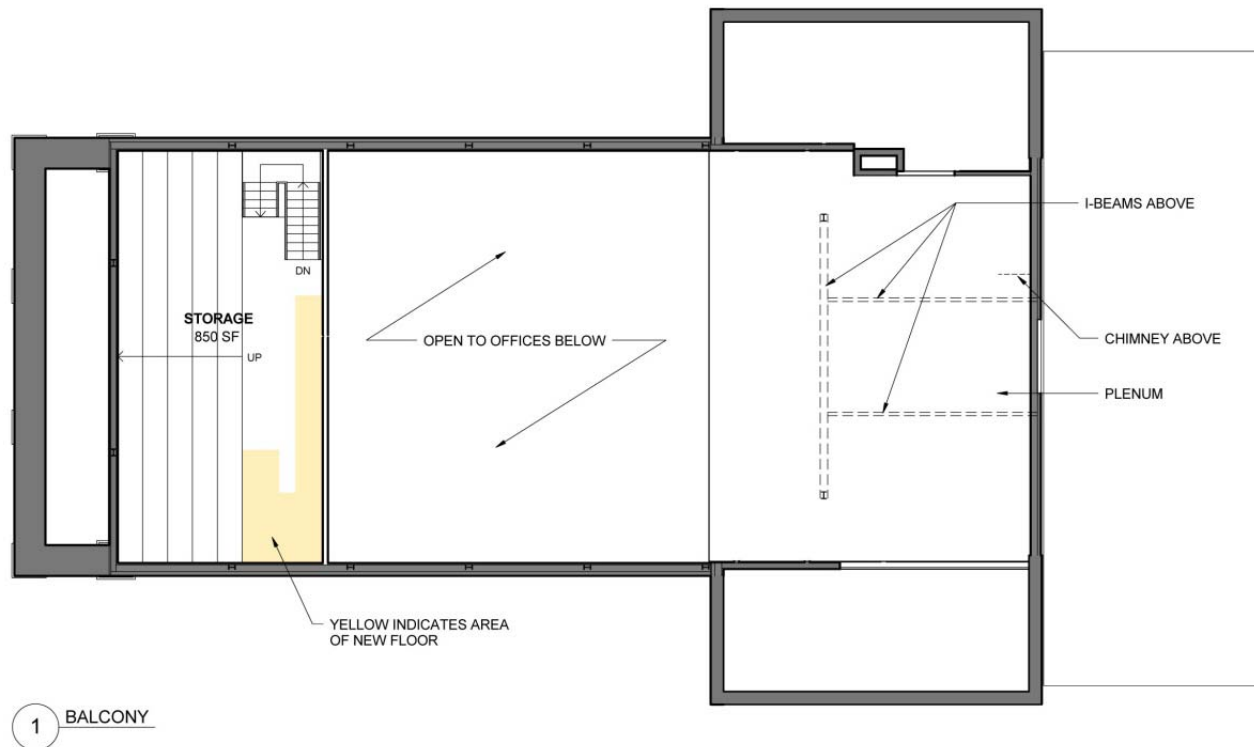 I-BEAMS ABOVE
DN
STORAGE
850 SF
UP
OPEN TO OFFICES BELOW
CHIMNEY ABOVE
PLENUM
YELLOW INDICATES AREA
OF NEW FLOOR
1 BALCONY